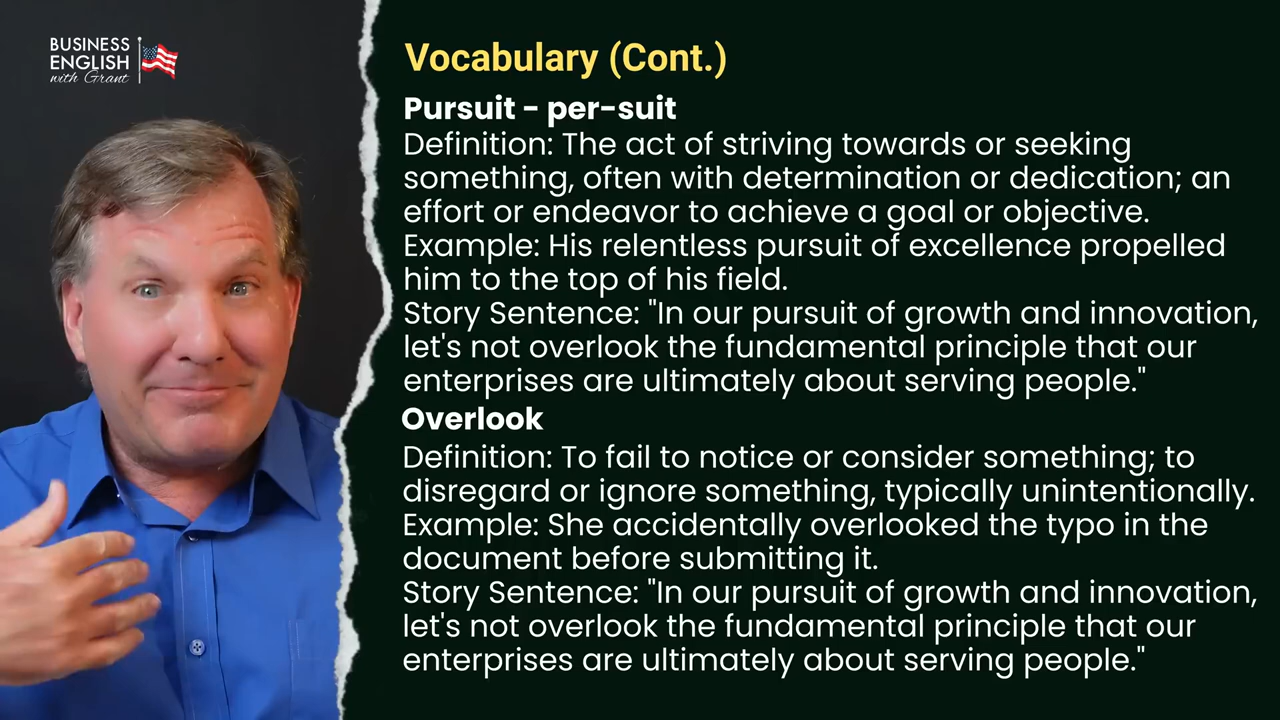 BUSINESS
ENGLISH
with Grant
Vocabulary (Cont.)
Pursuit - per-suit
Definition: The act of striving towards or seeking
something, often with determination or dedication; an
effort or endeavor to achieve a goal or objective.
Example: His relentless pursuit of excellence propelled
him to the top of his field.
Story Sentence: "In our pursuit of growth and innovation,
let's not overlook the fundamental principle that our
enterprises are ultimately about serving people."
Overlook
Definition: To fail to notice or consider something; to
disregard or ignore something, typically unintentionally.
Example: She accidentally overlooked the typo in the
document before submitting it.
Story Sentence: "In our pursuit of growth and innovation,
let's not overlook the fundamental principle that our
enterprises are ultimately about serving people."